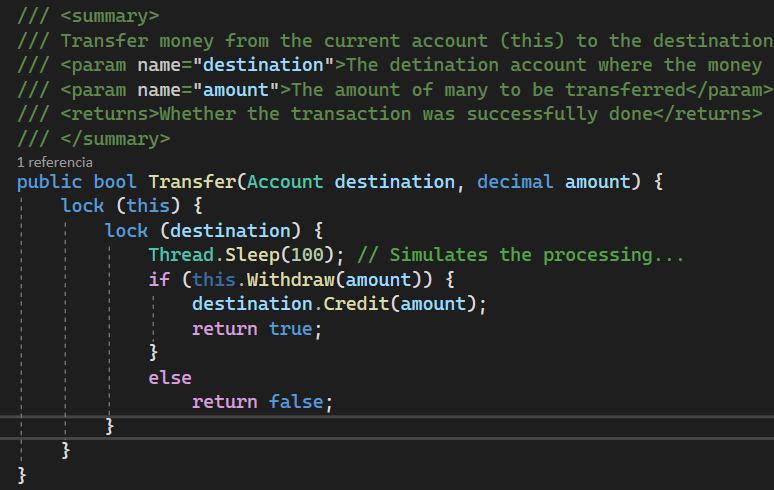 /// <summary>
/// Transfer money from the current account (this) to the destination
/// <param name="destination">The detination account where the money
/// <param name="amount">The amount of many to be transferred</param>
/// <returns>Whether the transaction was successfully done</returns>
/// </summary>
1 referencia
public bool Transfer(Account destination, decimal amount) {
    lock (this) {
        lock (destination) {
            Thread.Sleep(100); // Simulates the processing...
            if (this.Withdraw(amount)) {
                destination.Credit(amount);
                return true;
            }
            else
                return false;
        }
    }
}